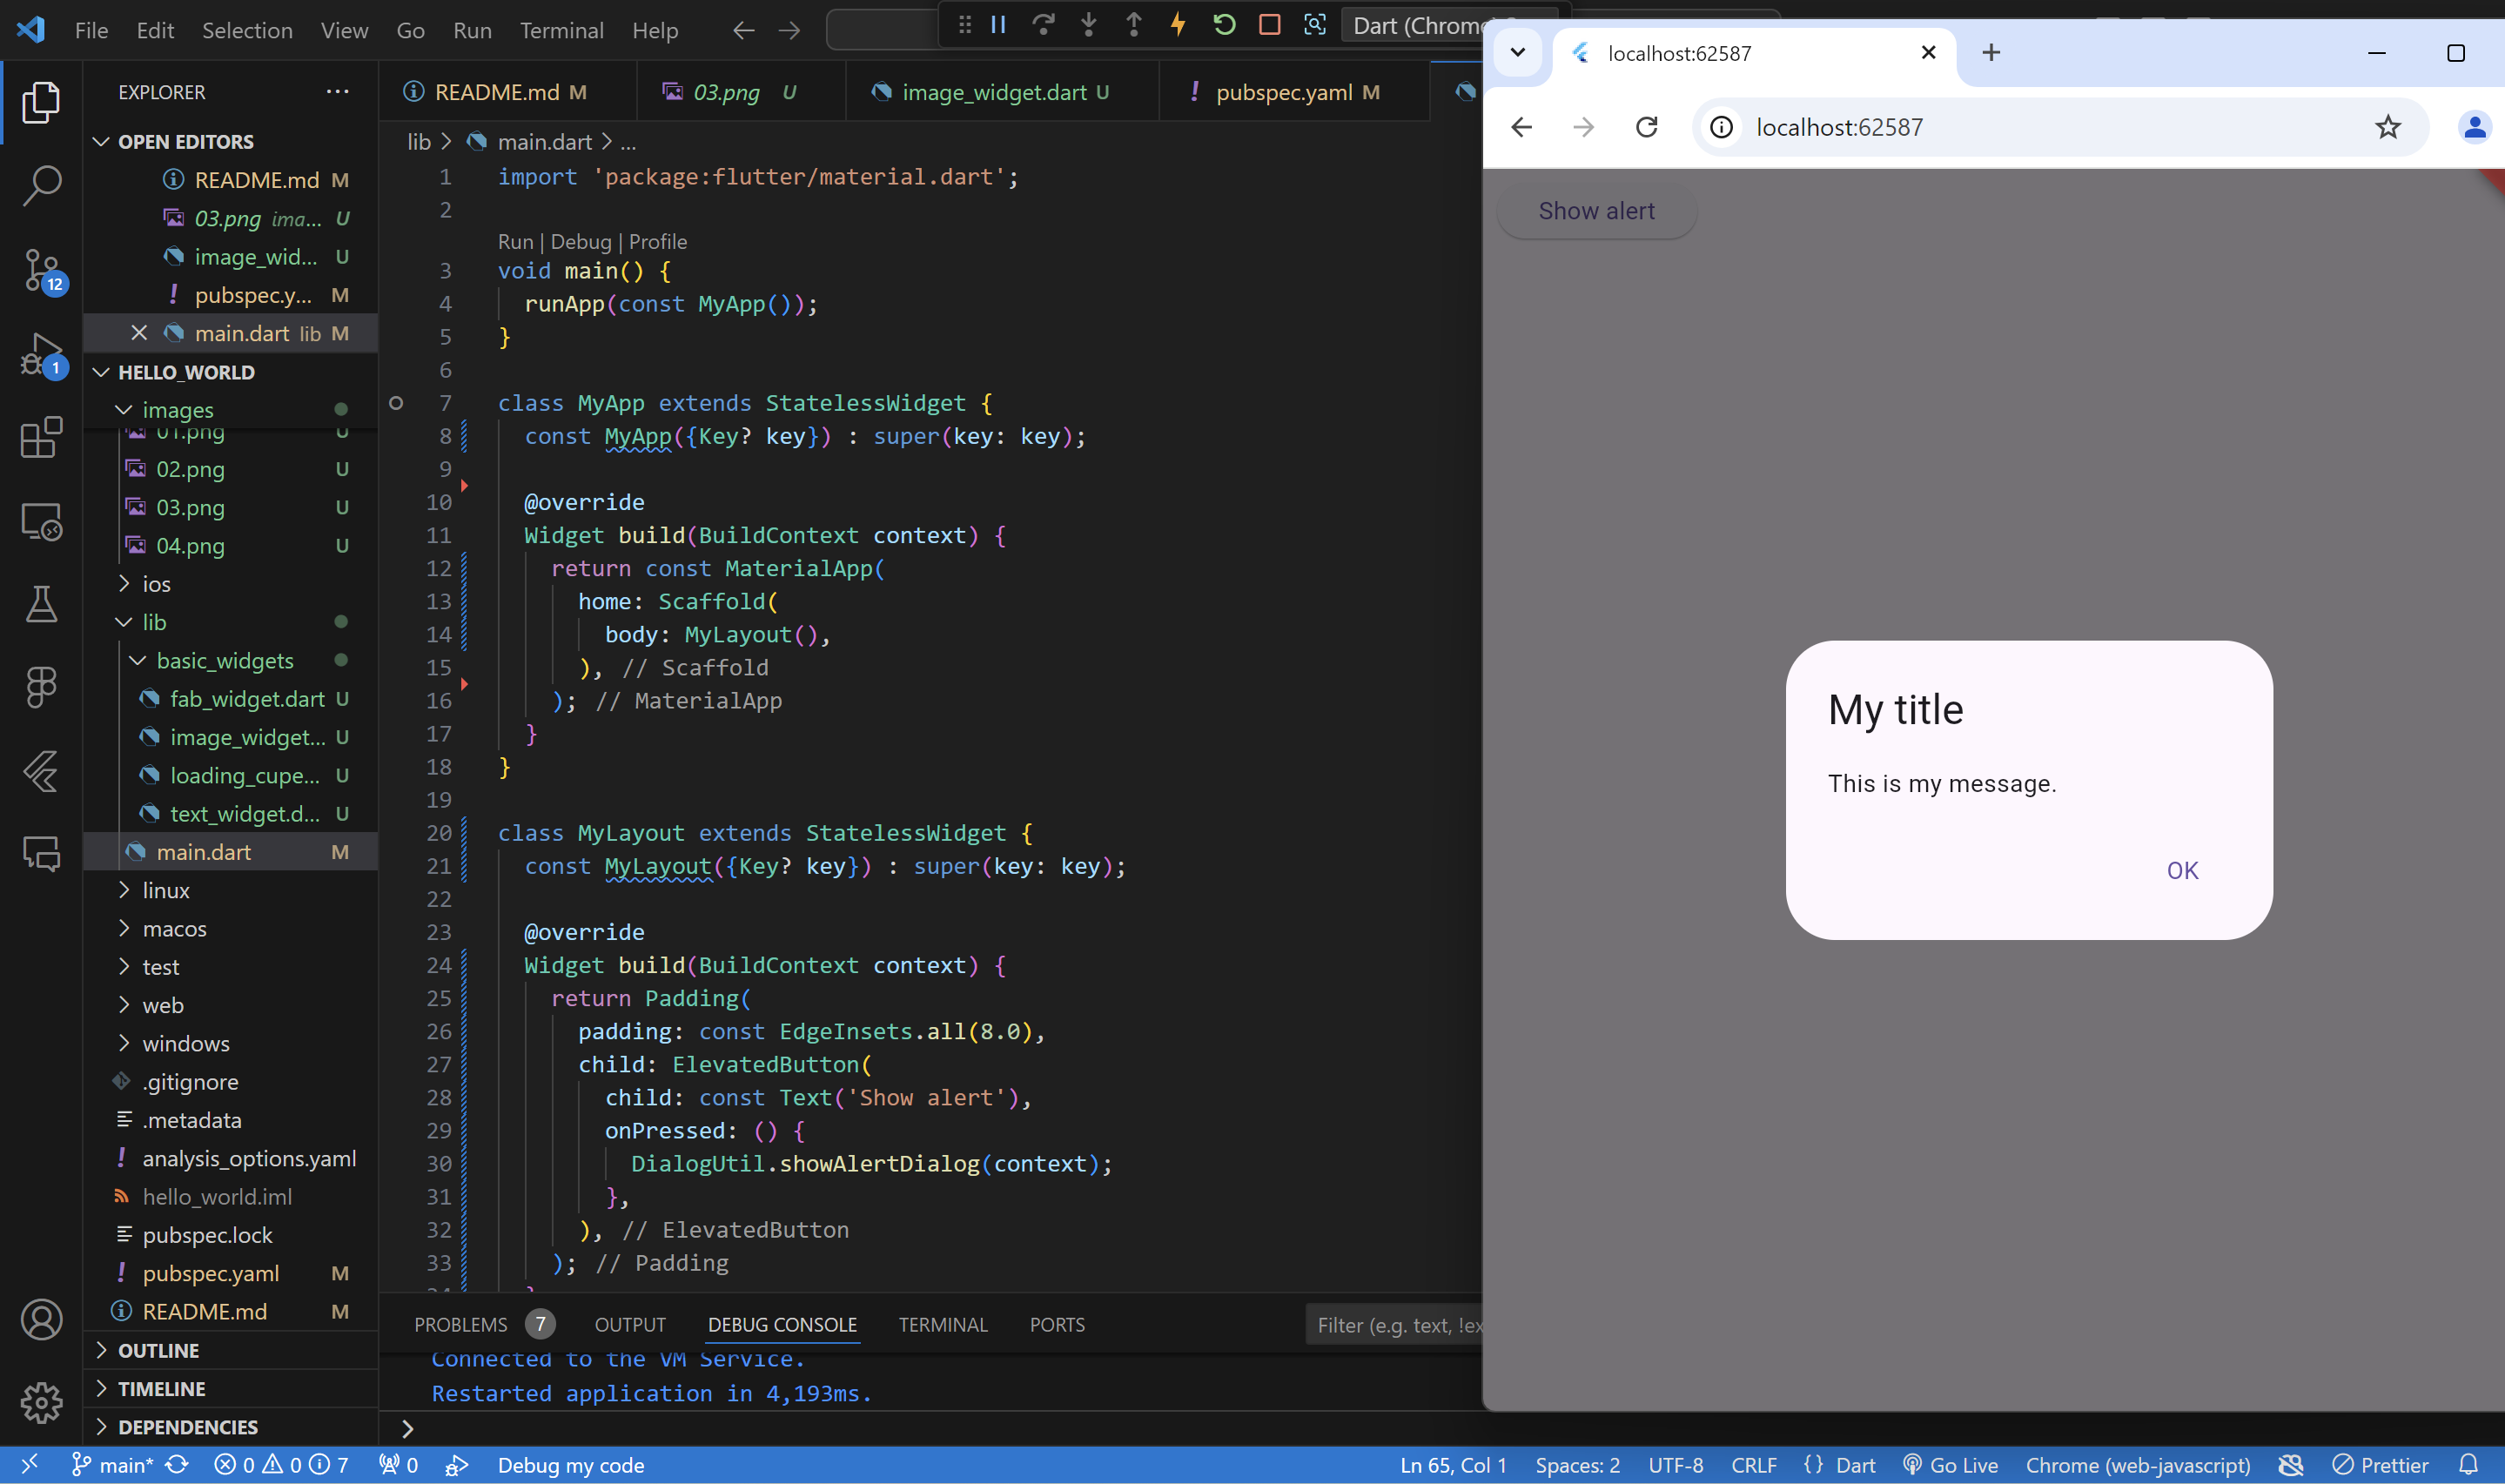 File Edit Selection View Go Run Terminal Help
Dart (Chrome
EXPLORER
OPEN EDITORS
README.md M
03.png ima... U
image_wid... U
pubspec.y... M
main.dart lib M
HELLO_WORLD
images
01.png U
02.png U
03.png U
04.png U
ios
lib
basic_widgets
fab_widget.dart U
image_widget... U
loading_cupe... U
text_widget.d... U
main.dart M
linux
macos
test
web
windows
.gitignore
.metadata
analysis_options.yaml
hello_world.iml
pubspec.lock
pubspec.yaml M
README.md M
OUTLINE
TIMELINE
DEPENDENCIES
12
1
README.md M 03.png U image_widget.dart U pubspec.yaml M
lib > main.dart > ...
1 import 'package:flutter/material.dart';
2
Run | Debug | Profile
3 void main() {
4 runApp(const MyApp());
5 }
6
7 class MyApp extends StatelessWidget {
8 const MyApp({Key? key}) : super(key: key);
9
10 @override
11 Widget build(BuildContext context) {
12 return const MaterialApp(
13 home: Scaffold(
14 body: MyLayout(),
15 ), // Scaffold
16 ); // MaterialApp
17 }
18 }
19
20 class MyLayout extends StatelessWidget {
21 const MyLayout({Key? key}) : super(key: key);
22
23 @override
24 Widget build(BuildContext context) {
25 return Padding(
26 padding: const EdgeInsets.all(8.0),
27 child: ElevatedButton(
28 child: const Text('Show alert'),
29 onPressed: () {
30 DialogUtil.showAlertDialog(context);
31 },
32 ), // ElevatedButton
33 ); // Padding
PROBLEMS 7 OUTPUT DEBUG CONSOLE TERMINAL PORTS Filter (e.g. text, !ex
Connected to the VM Service.
Restarted application in 4,193ms.
localhost:62587
localhost:62587
Show alert
My title
This is my message.
OK
main* 0 0 7 0 Debug my code Ln 65, Col 1 Spaces: 2 UTF-8 CRLF {} Dart Go Live Chrome (web-javascript) Prettier